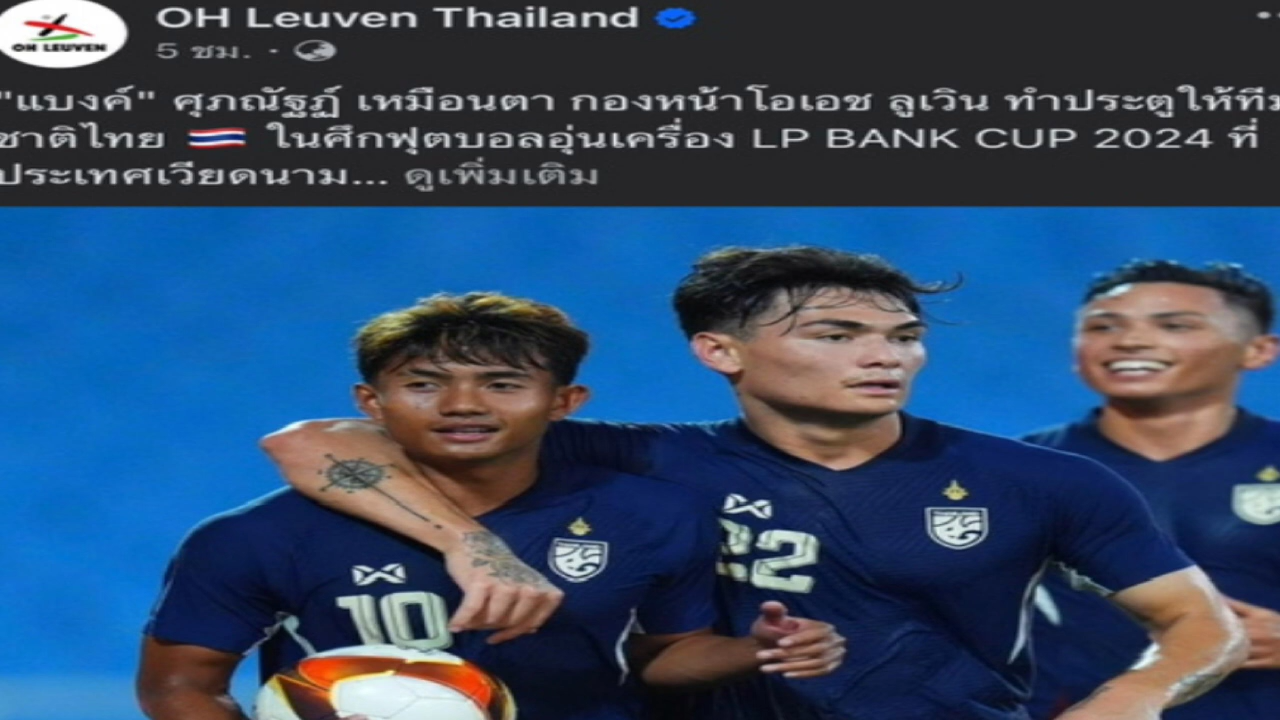 OH LEUVEN
OH Leuven Thailand
5 ชม.
"แบงค์" ศุภณัฏฐ์ เหมือนตา กองหน้าโอเอช ลูเวิน ทำประตูให้ทีม
ชาติไทย ในศึกฟุตบอลอุ่นเครื่อง LP BANK CUP 2024 ที่
ประเทศเวียดนาม... ดูเพิ่มเติม
10
22